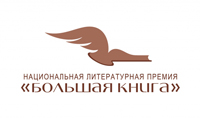 НАЦИОНАЛЬНАЯ ЛИТЕРАТУРНАЯ ПРЕМИЯ
«БОЛЬШАЯ КНИГА»